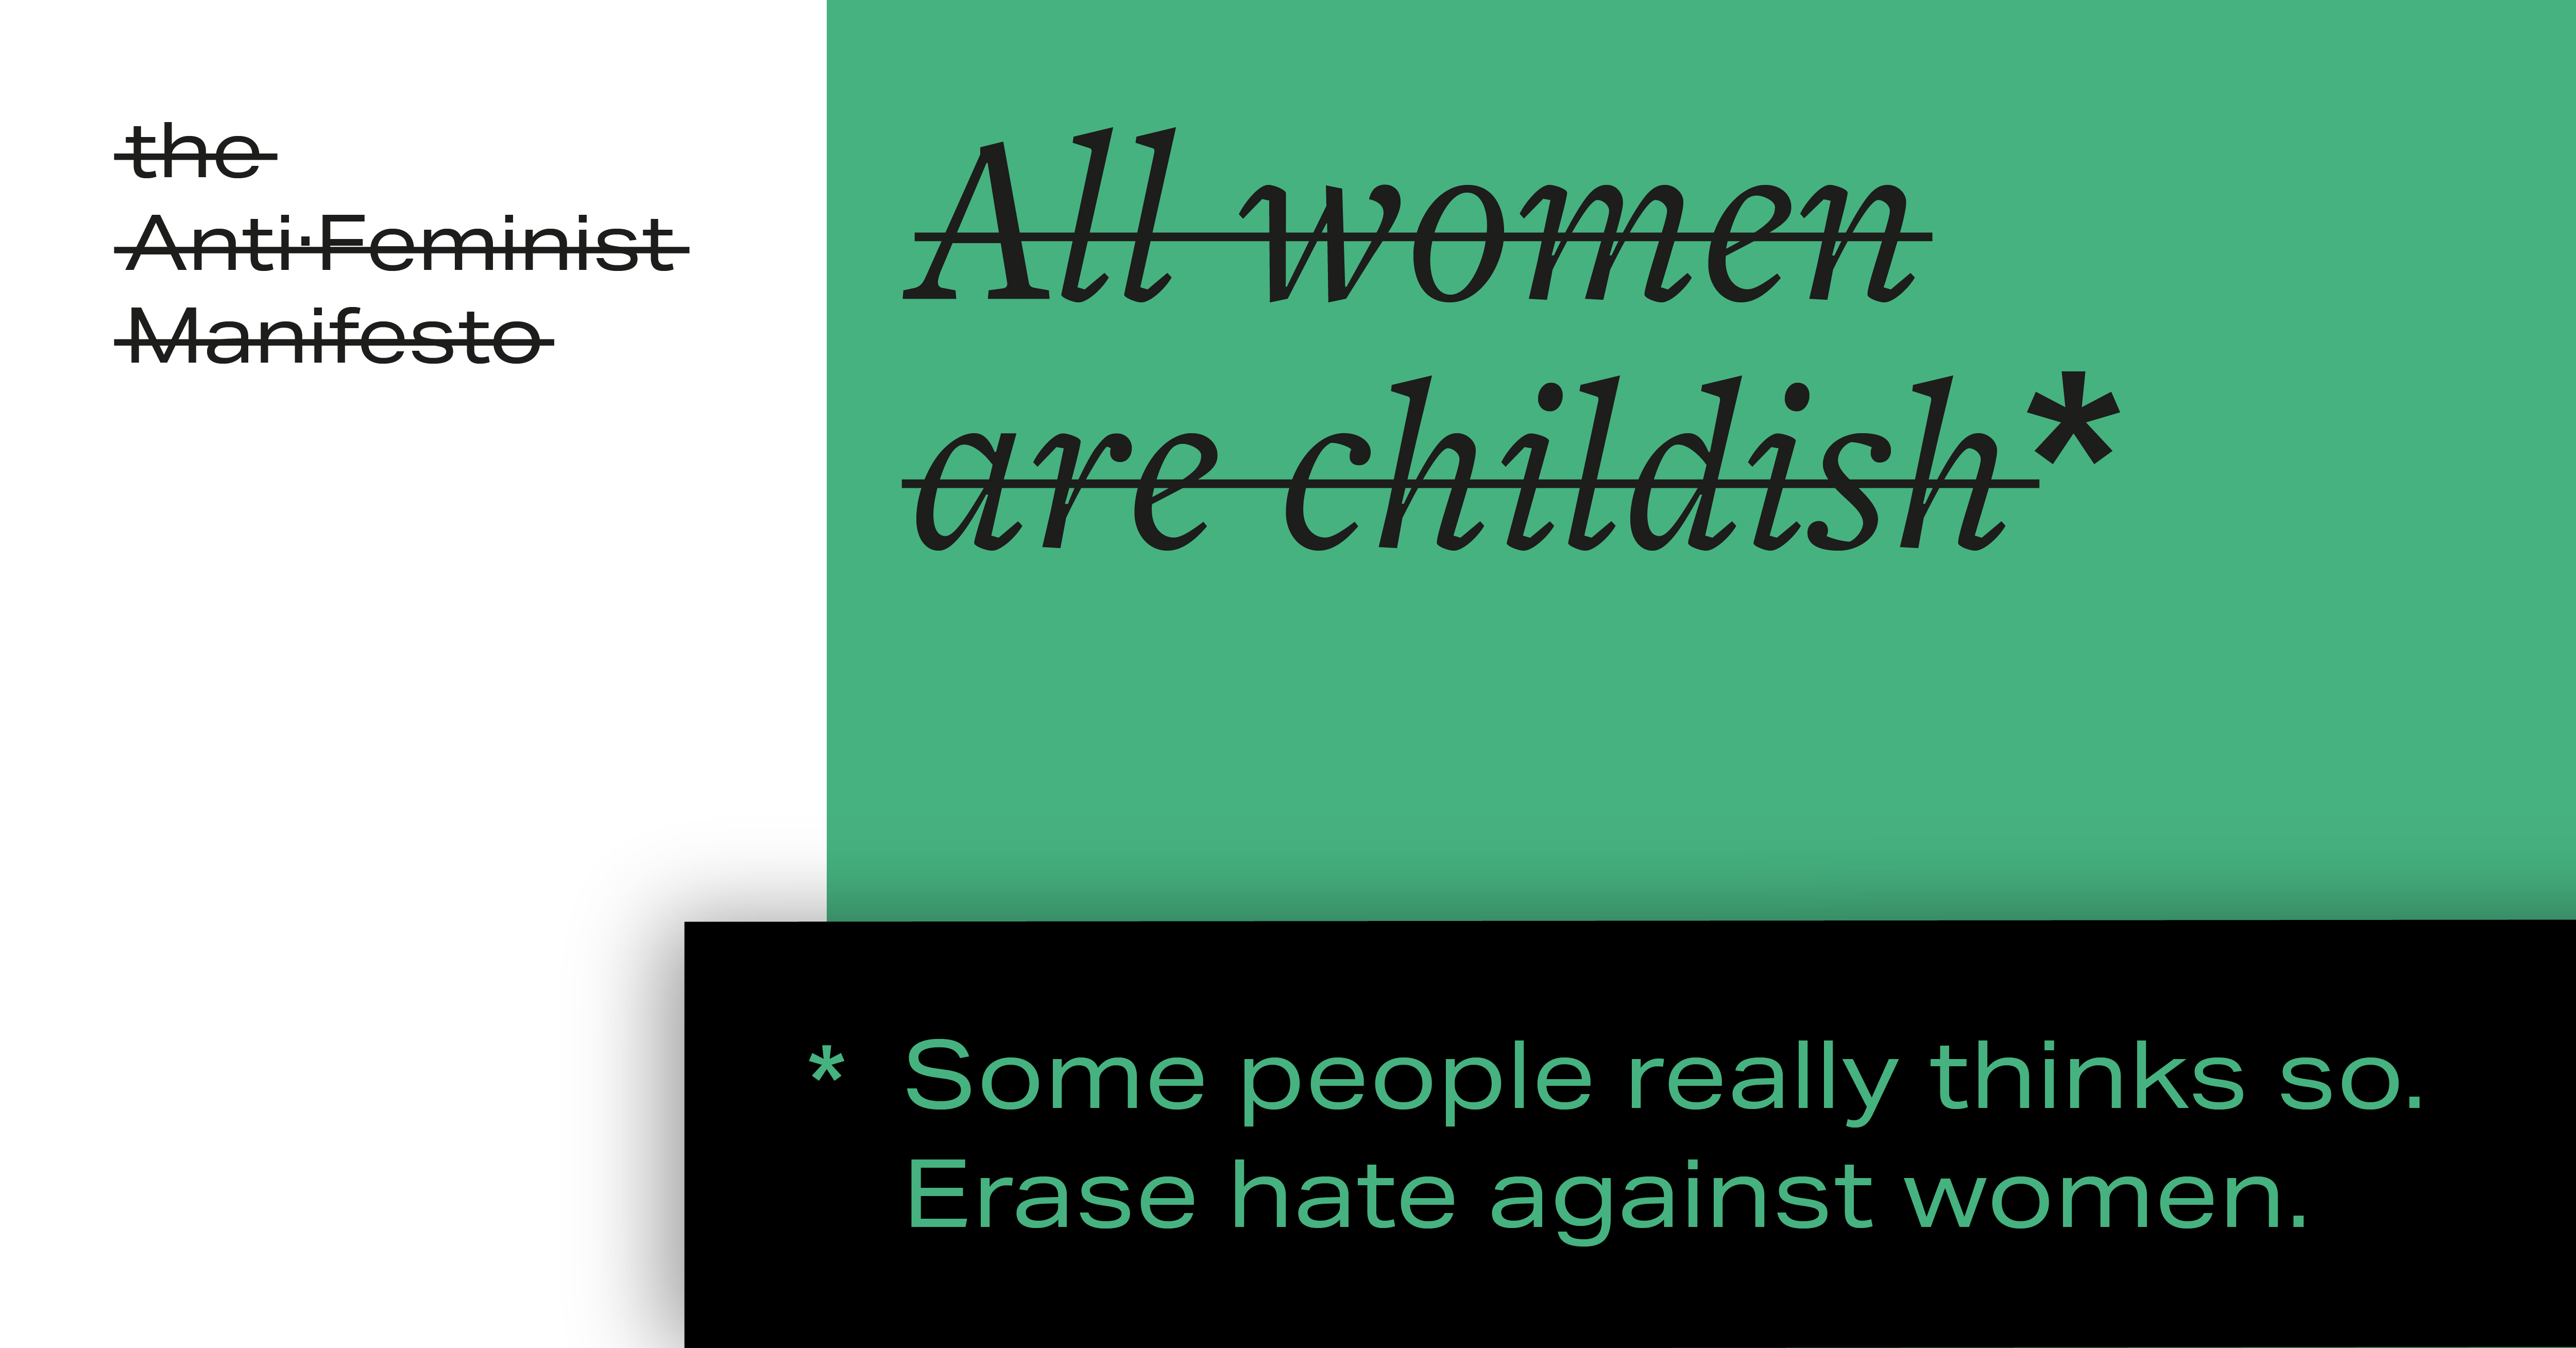 the
Anti·Feminist
Manifesto
All women
are childish*
* Some people really thinks so.
Erase hate against women.